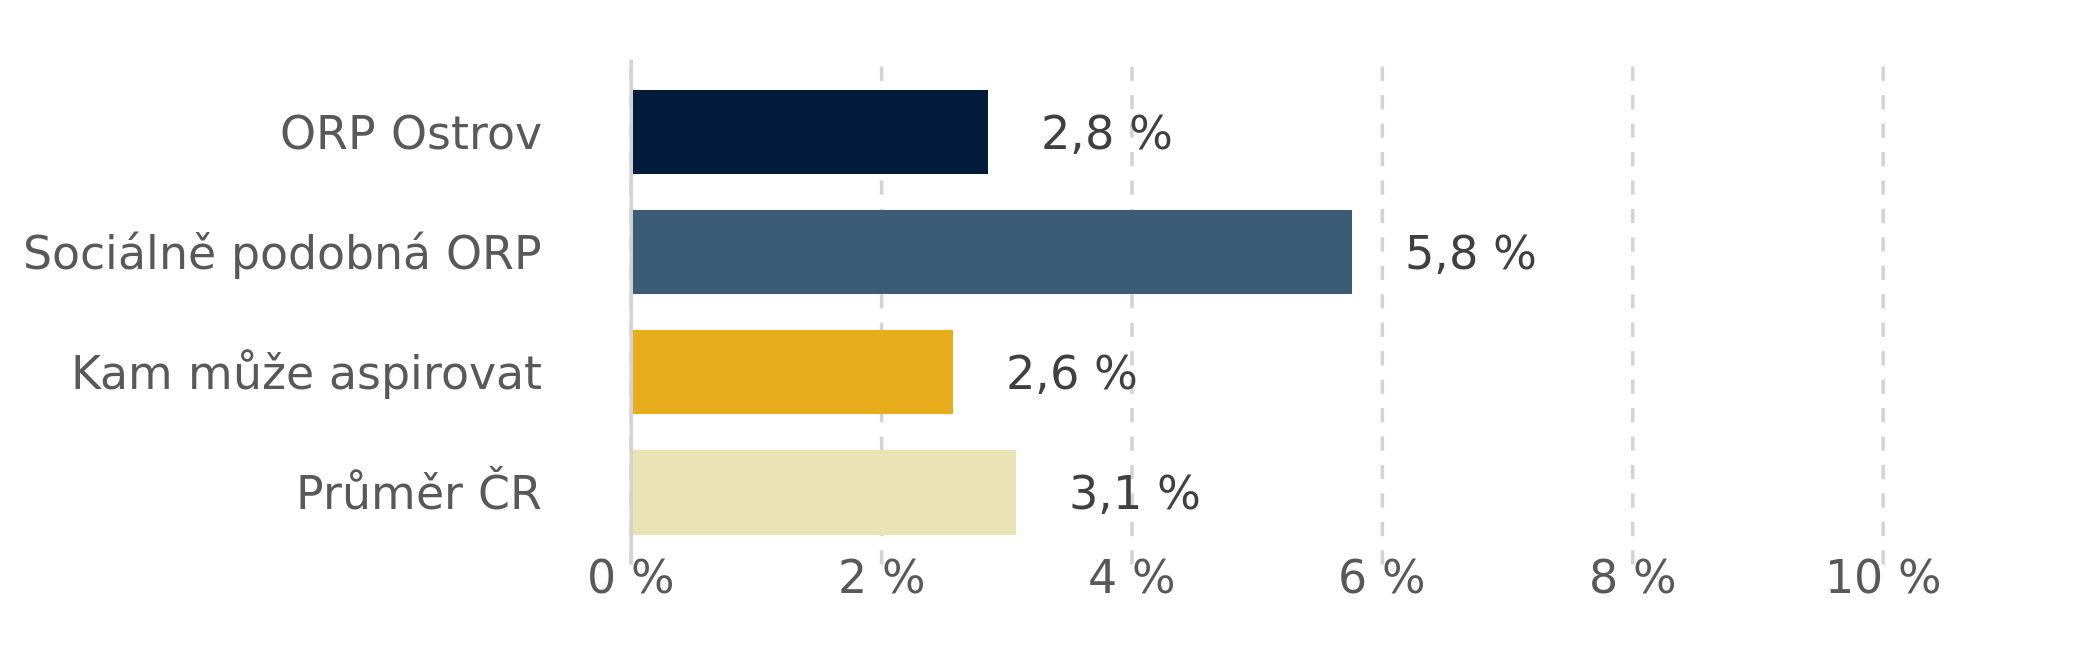 ORP Ostrov 2,8 %
Sociálně podobná ORP 5,8 %
Kam může aspirovat 2,6 %
Průměr ČR 3,1 %
0 % 2 % 4 % 6 % 8 % 10 %